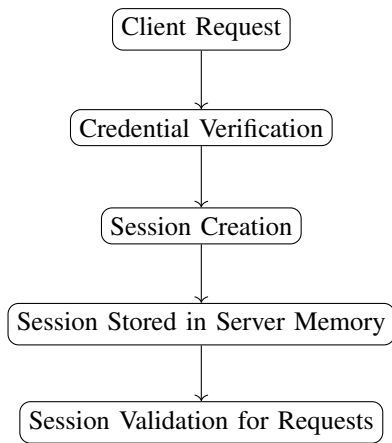 Client Request
Credential Verification
Session Creation
Session Stored in Server Memory
Session Validation for Requests